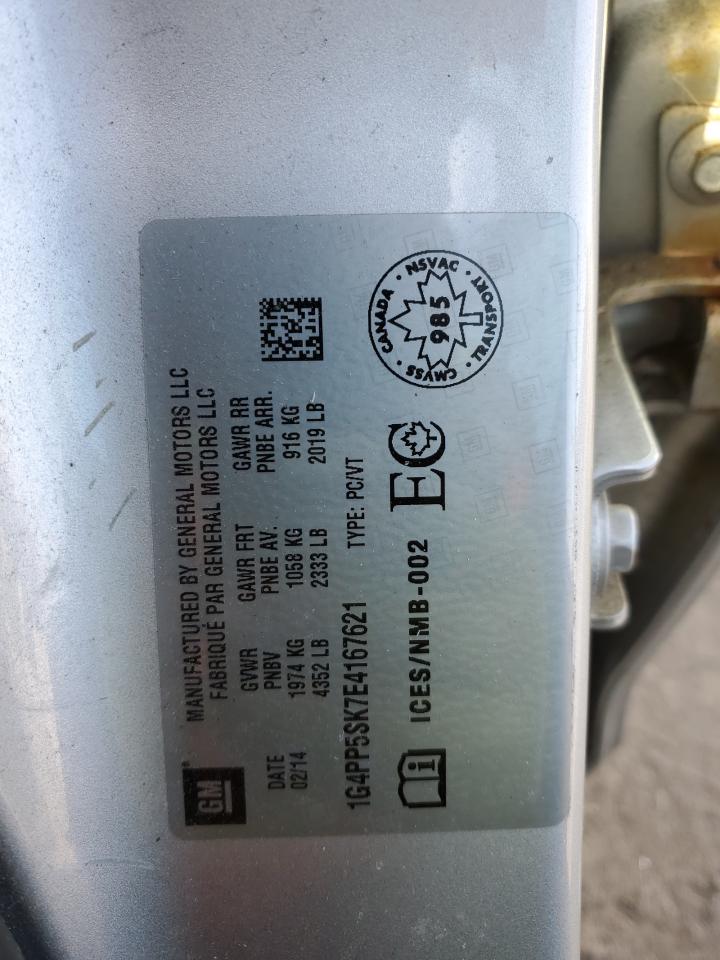 GM
MANUFACTURED BY GENERAL MOTORS LLC
FABRIQUÉ PAR GENERAL MOTORS LLC
DATE GVWR GAWR FRT GAWR RR
02/14 PNBV PNBE AV. PNBE ARR.
1974 KG 1058 KG 916 KG
4352 LB 2333 LB 2019 LB
1G4PP5SK7E4167621 TYPE: PC/VT
i ICES/NMB-002 EC
CANADA · NSVAC · TRANSPORT · CMVSS ·
985